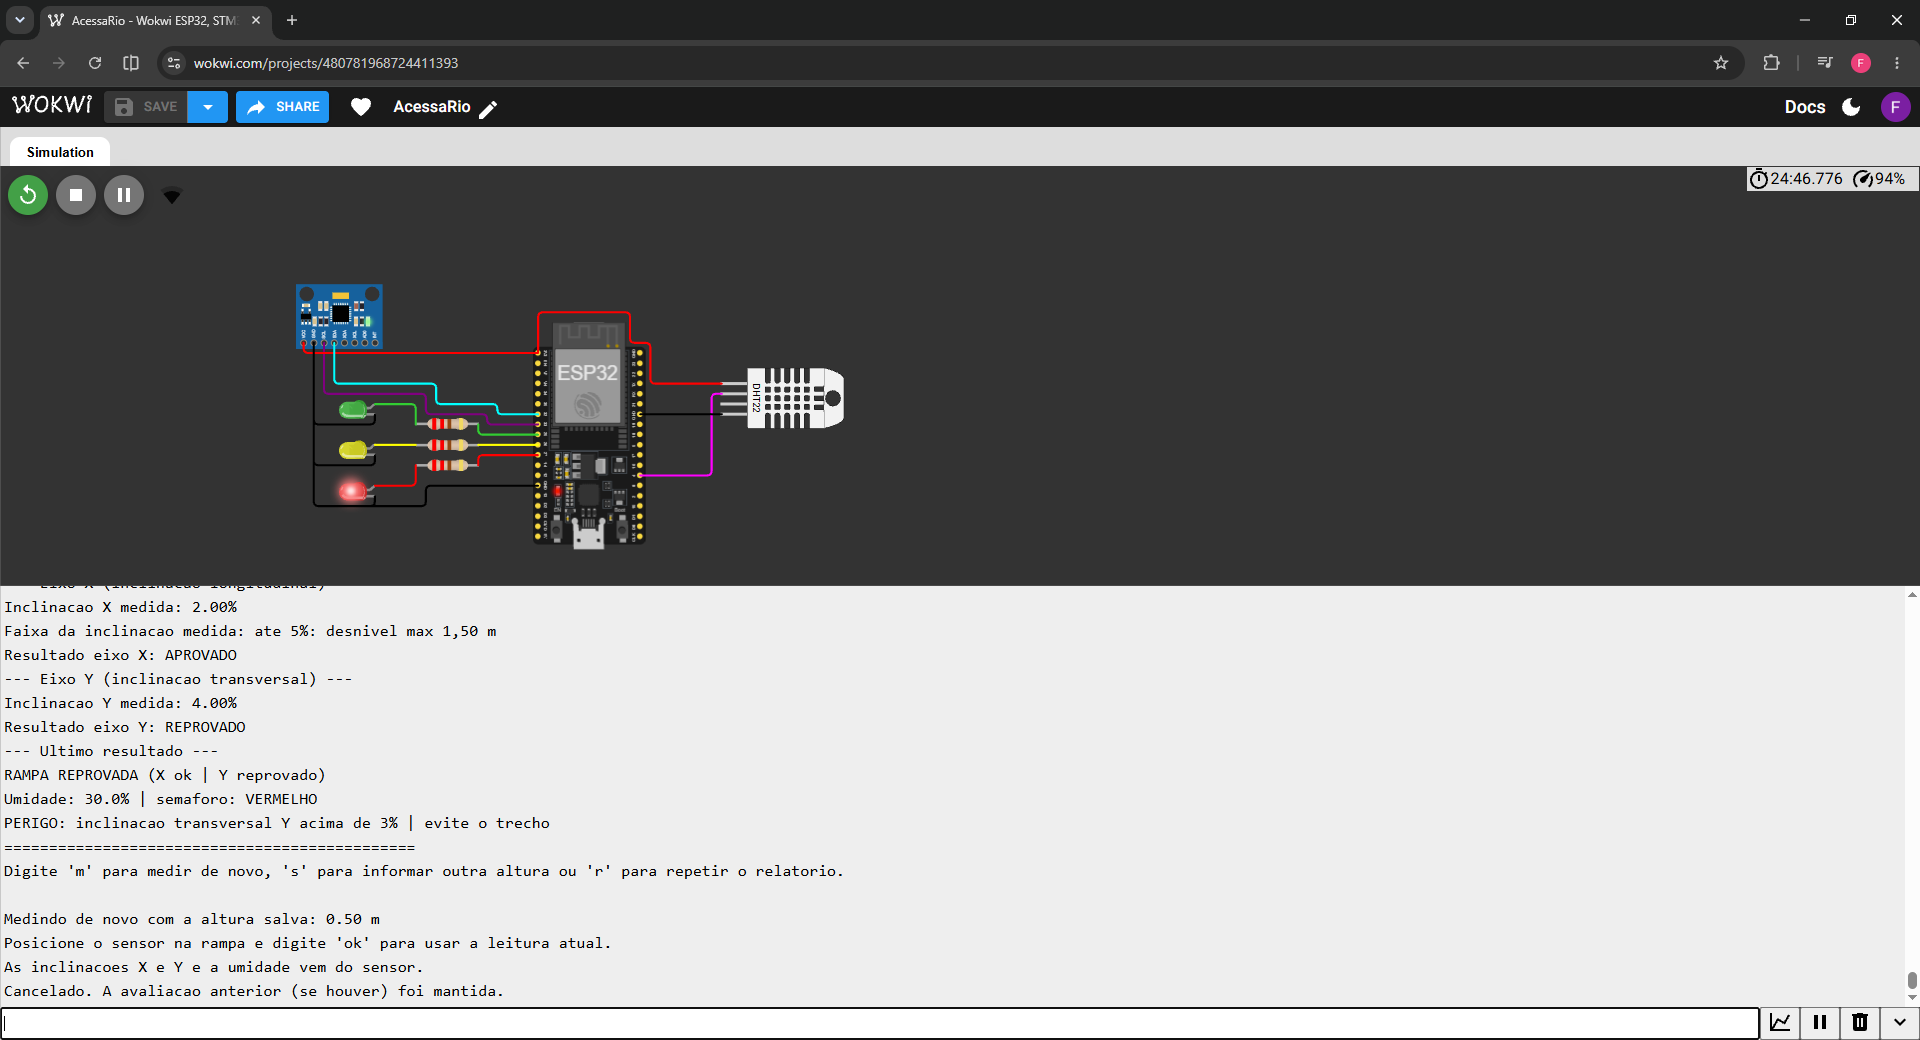 AcessaRio - Wokwi ESP32, STM
wokwi.com/projects/480781968724411393
F
WOKWi
SAVE
SHARE
AcessaRio
Docs
F
Simulation
24:46.776
94%
ESP32
DHT22
Inclinacao X medida: 2.00%
Faixa da inclinacao medida: ate 5%: desnivel max 1,50 m
Resultado eixo X: APROVADO
--- Eixo Y (inclinacao transversal) ---
Inclinacao Y medida: 4.00%
Resultado eixo Y: REPROVADO
--- Ultimo resultado ---
RAMPA REPROVADA (X ok | Y reprovado)
Umidade: 30.0% | semaforo: VERMELHO
PERIGO: inclinacao transversal Y acima de 3% | evite o trecho
==============================================
Digite 'm' para medir de novo, 's' para informar outra altura ou 'r' para repetir o relatorio.
Medindo de novo com a altura salva: 0.50 m
Posicione o sensor na rampa e digite 'ok' para usar a leitura atual.
As inclinacoes X e Y e a umidade vem do sensor.
Cancelado. A avaliacao anterior (se houver) foi mantida.